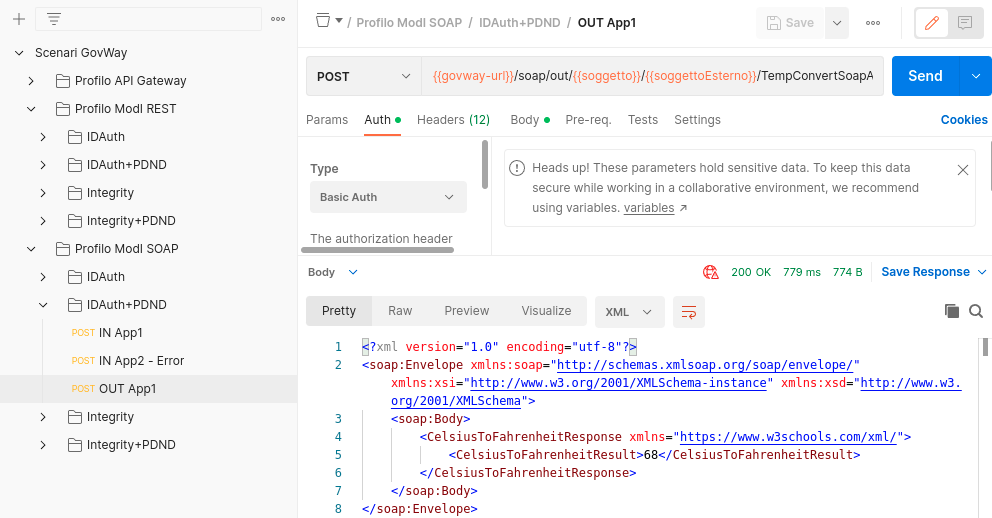 Scenari GovWay
Profilo API Gateway
Profilo ModI REST
IDAuth
IDAuth+PDND
Integrity
Integrity+PDND
Profilo ModI SOAP
IDAuth
IDAuth+PDND
POST IN App1
POST IN App2 - Error
POST OUT App1
Integrity
Integrity+PDND
/ Profilo ModI SOAP / IDAuth+PDND / OUT App1
Save
POST {{govway-url}}/soap/out/{{soggetto}}/{{soggettoEsterno}}/TempConvertSoapA
Send
Params Auth Headers (12) Body Pre-req. Tests Settings Cookies
Type
Basic Auth
The authorization header
Heads up! These parameters hold sensitive data. To keep this data
secure while working in a collaborative environment, we recommend
using variables. variables ↗
Body 200 OK 779 ms 774 B Save Response
Pretty Raw Preview Visualize XML
1 <?xml version="1.0" encoding="utf-8"?>
2 <soap:Envelope xmlns:soap="http://schemas.xmlsoap.org/soap/envelope/"
xmlns:xsi="http://www.w3.org/2001/XMLSchema-instance" xmlns:xsd="http://www.w3.
org/2001/XMLSchema">
3 <soap:Body>
4 <CelsiusToFahrenheitResponse xmlns="https://www.w3schools.com/xml/">
5 <CelsiusToFahrenheitResult>68</CelsiusToFahrenheitResult>
6 </CelsiusToFahrenheitResponse>
7 </soap:Body>
8 </soap:Envelope>